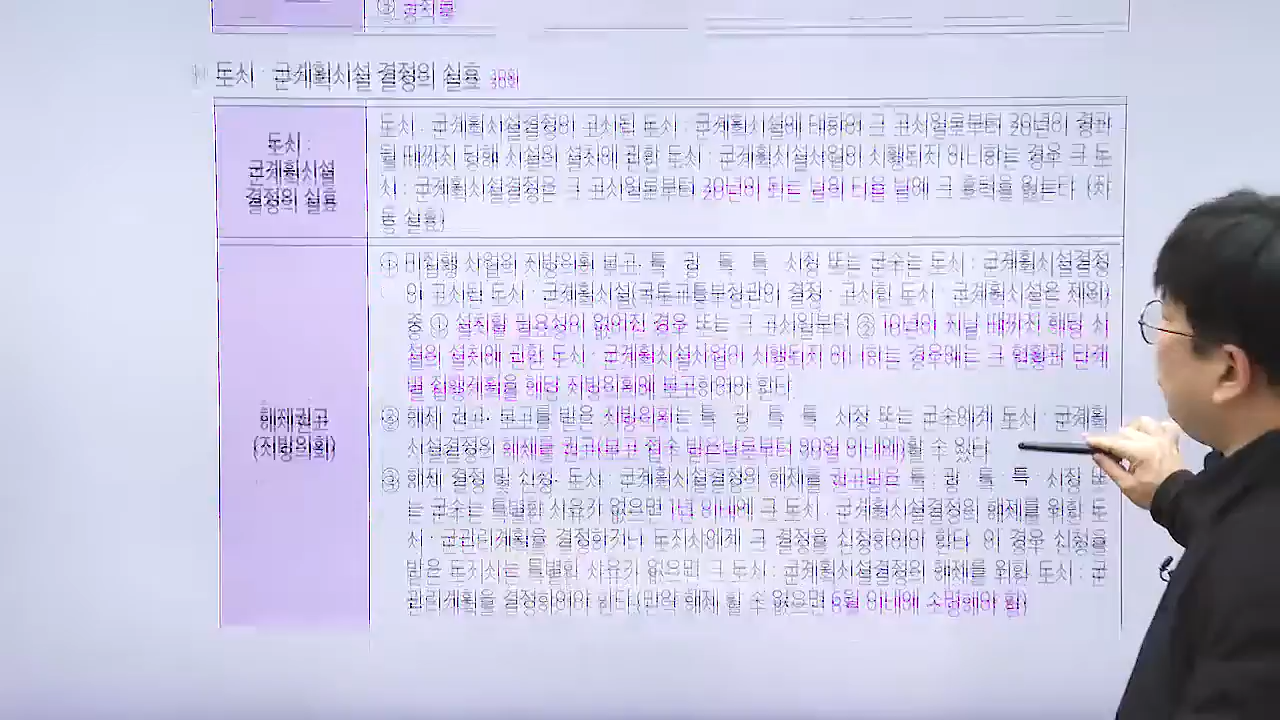 ③ 공작물
도시 · 군계획시설 결정의 실효 30회
도시 · 군계획시설 결정의 실효
도시 · 군계획시설결정이 고시된 도시 · 군계획시설에 대하여 그 고시일로부터 20년이 경과
될 때까지 당해 시설의 설치에 관한 도시 · 군계획시설사업이 시행되지 아니하는 경우 그 도
시 · 군계획시설결정은 그 고시일로부터 20년이 되는 날의 다음 날에 그 효력을 잃는다 (자
동 실효)
해제권고
(지방의회)
① 미집행 사업의 지방의회 보고. 특 · 광 · 특 · 특 · 시장 또는 군수는 도시 · 군계획시설결정
이 고시된 도시 · 군계획시설(국토교통부장관이 결정 · 고시한 도시 · 군계획시설은 제외)
중 ① 설치할 필요성이 없어진 경우 또는 그 고시일부터 ② 10년이 지날 때까지 해당 시
설의 설치에 관한 도시 · 군계획시설사업이 시행되지 아니하는 경우에는 그 현황과 단계
별 집행계획을 해당 지방의회에 보고하여야 한다.
② 해제 권고. 보고를 받은 지방의회는 특 · 광 · 특 · 특 · 시장 또는 군수에게 도시 · 군계획
시설결정의 해제를 권고(보고 접수 받은날로부터 90일 이내에)할 수 있다
③ 해제 결정 및 신청. 도시 · 군계획시설결정의 해제를 권고받은 특 · 광 · 특 · 특 · 시장 또
는 군수는 특별한 사유가 없으면 1년 이내에 그 도시 · 군계획시설결정의 해제를 위한 도
시 · 군관리계획을 결정하거나 도지사에게 그 결정을 신청하여야 한다. 이 경우 신청을
받은 도지사는 특별한 사유가 없으면 그 도시 · 군계획시설결정의 해제를 위한 도시 · 군
관리계획을 결정하여야 한다.(만약 해제 할 수 없으면 6월 이내에 소명해야 함)